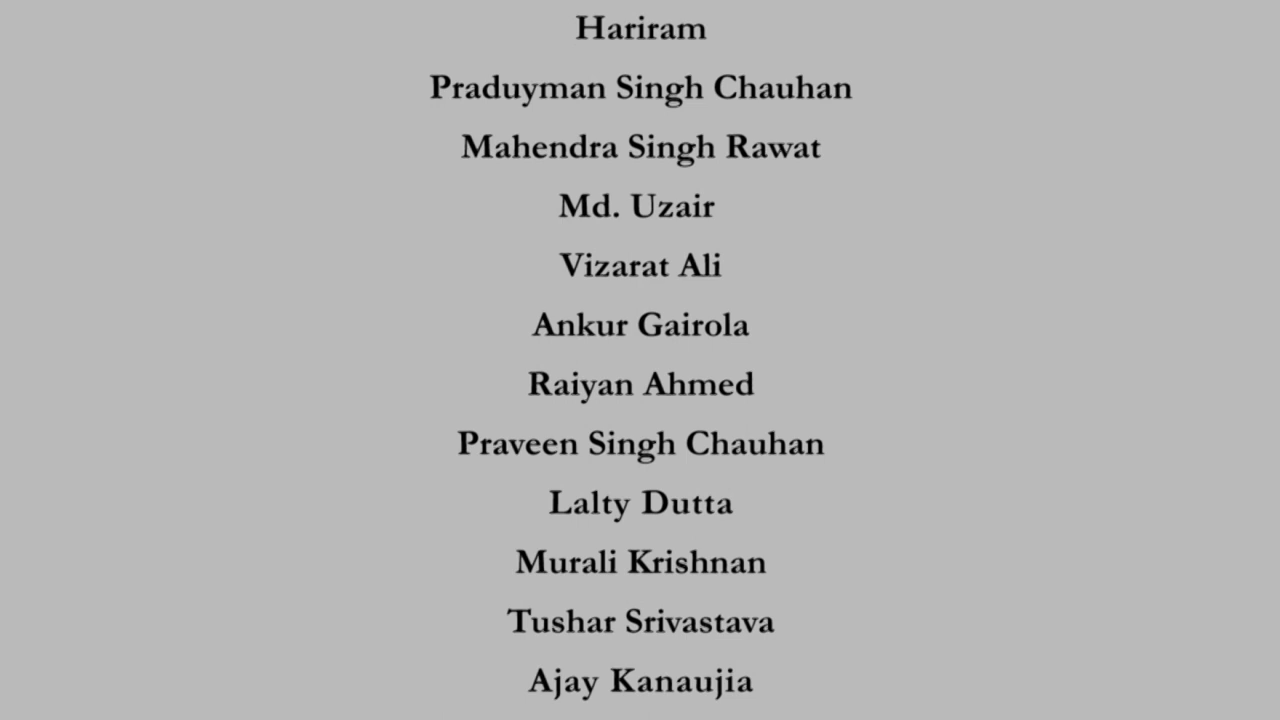 Hariram
Praduyman Singh Chauhan
Mahendra Singh Rawat
Md. Uzair
Vizarat Ali
Ankur Gairola
Raiyan Ahmed
Praveen Singh Chauhan
Lalty Dutta
Murali Krishnan
Tushar Srivastava
Ajay Kanaujia